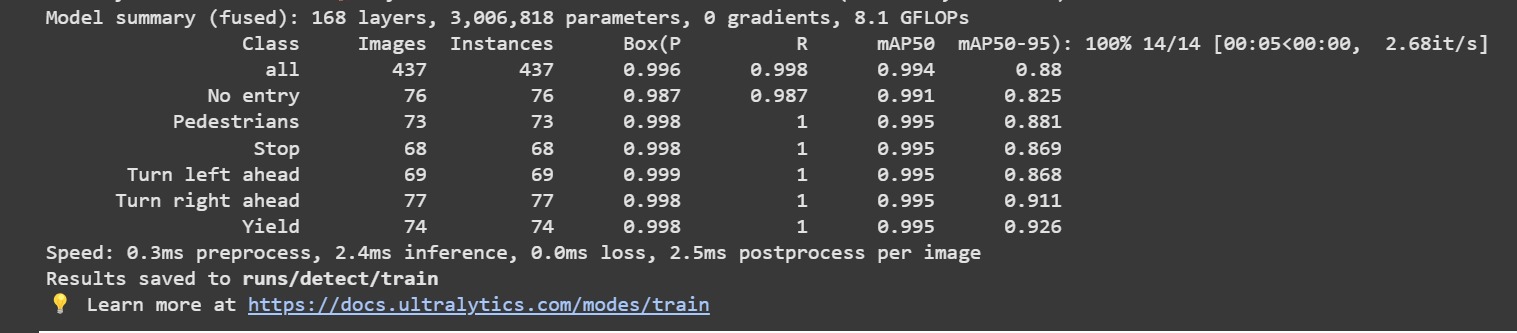 Model summary (fused): 168 layers, 3,006,818 parameters, 0 gradients, 8.1 GFLOPs
Class Images Instances Box(P R mAP50 mAP50-95): 100% 14/14 [00:05<00:00, 2.68it/s]
all 437 437 0.996 0.998 0.994 0.88
No entry 76 76 0.987 0.987 0.991 0.825
Pedestrians 73 73 0.998 1 0.995 0.881
Stop 68 68 0.998 1 0.995 0.869
Turn left ahead 69 69 0.999 1 0.995 0.868
Turn right ahead 77 77 0.998 1 0.995 0.911
Yield 74 74 0.998 1 0.995 0.926
Speed: 0.3ms preprocess, 2.4ms inference, 0.0ms loss, 2.5ms postprocess per image
Results saved to runs/detect/train
💡 Learn more at https://docs.ultralytics.com/modes/train